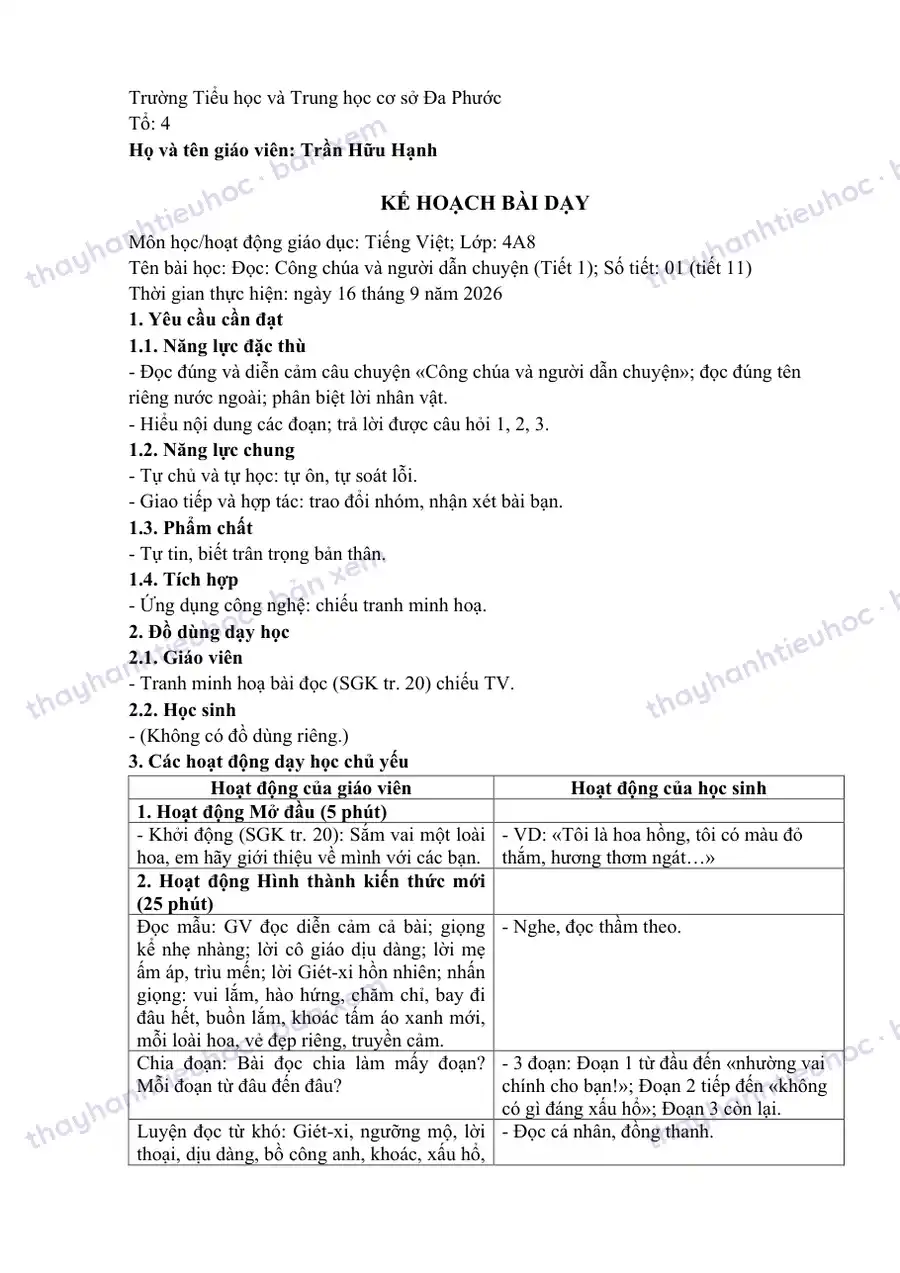 Trường Tiểu học và Trung học cơ sở Đa Phước
Tổ: 4
Họ và tên giáo viên: Trần Hữu Hạnh
KẾ HOẠCH BÀI DẠY
Môn học/hoạt động giáo dục: Tiếng Việt; Lớp: 4A8
Tên bài học: Đọc: Công chúa và người dẫn chuyện (Tiết 1); Số tiết: 01 (tiết 11)
Thời gian thực hiện: ngày 16 tháng 9 năm 2026
1. Yêu cầu cần đạt
1.1. Năng lực đặc thù
- Đọc đúng và diễn cảm câu chuyện «Công chúa và người dẫn chuyện»; đọc đúng tên
riêng nước ngoài; phân biệt lời nhân vật.
- Hiểu nội dung các đoạn; trả lời được câu hỏi 1, 2, 3.
1.2. Năng lực chung
- Tự chủ và tự học: tự ôn, tự soát lỗi.
- Giao tiếp và hợp tác: trao đổi nhóm, nhận xét bài bạn.
1.3. Phẩm chất
- Tự tin, biết trân trọng bản thân.
1.4. Tích hợp
- Ứng dụng công nghệ: chiếu tranh minh hoạ.
2. Đồ dùng dạy học
2.1. Giáo viên
- Tranh minh hoạ bài đọc (SGK tr. 20) chiếu TV.
2.2. Học sinh
- (Không có đồ dùng riêng.)
3. Các hoạt động dạy học chủ yếu
Hoạt động của giáo viên
Hoạt động của học sinh
1. Hoạt động Mở đầu (5 phút)
- Khởi động (SGK tr. 20): Sắm vai một loài
hoa, em hãy giới thiệu về mình với các bạn.
- VD: «Tôi là hoa hồng, tôi có màu đỏ
thắm, hương thơm ngát…»
2. Hoạt động Hình thành kiến thức mới
(25 phút)
Đọc mẫu: GV đọc diễn cảm cả bài; giọng
kể nhẹ nhàng; lời cô giáo dịu dàng; lời mẹ
ấm áp, trìu mến; lời Giét-xi hồn nhiên; nhấn
giọng: vui lắm, hào hứng, chăm chỉ, bay đi
đâu hết, buồn lắm, khoác tấm áo xanh mới,
mỗi loài hoa, vẻ đẹp riêng, truyền cảm.
- Nghe, đọc thầm theo.
Chia đoạn: Bài đọc chia làm mấy đoạn?
Mỗi đoạn từ đâu đến đâu?
- 3 đoạn: Đoạn 1 từ đầu đến «nhường vai
chính cho bạn!»; Đoạn 2 tiếp đến «không
có gì đáng xấu hổ»; Đoạn 3 còn lại.
Luyện đọc từ khó: Giét-xi, ngưỡng mộ, lời
thoại, dịu dàng, bồ công anh, khoác, xấu hổ,
- Đọc cá nhân, đồng thanh.
thayhanhtieuhoc · bản xem
thayhanhtieuhoc · b
thayhanhtieuhoc · bản xem
thayhanhtieuhoc · b
thayhanhtieuhoc · bản xem
thayhanhtieuhoc · b